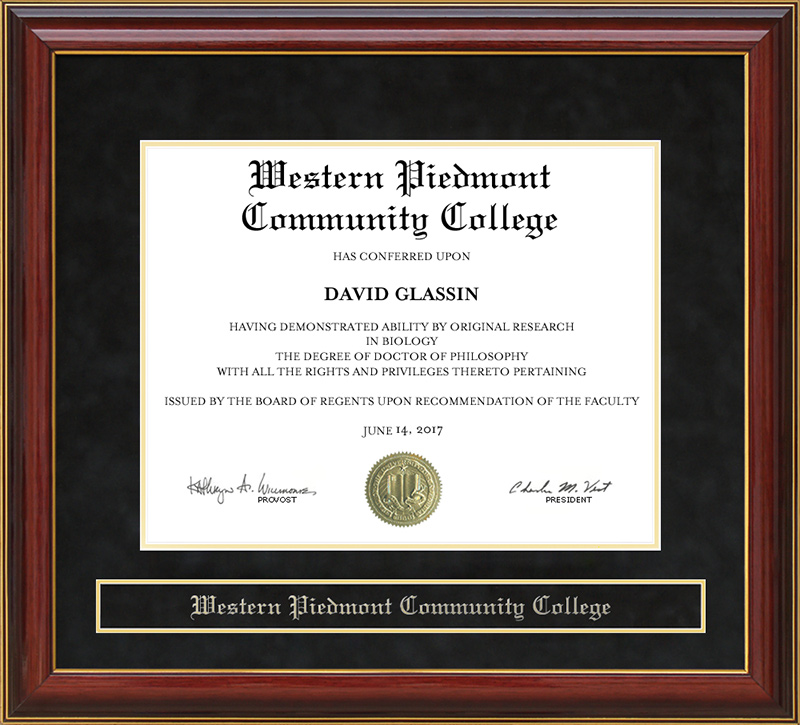 Western Piedmont
Community College
HAS CONFERRED UPON
DAVID GLASSIN
HAVING DEMONSTRATED ABILITY BY ORIGINAL RESEARCH
IN BIOLOGY
THE DEGREE OF DOCTOR OF PHILOSOPHY
WITH ALL THE RIGHTS AND PRIVILEGES THERETO PERTAINING
ISSUED BY THE BOARD OF REGENTS UPON RECOMMENDATION OF THE FACULTY
JUNE 14, 2017
Charles M. Vest
PROVOST
PRESIDENT
Western Piedmont Community College